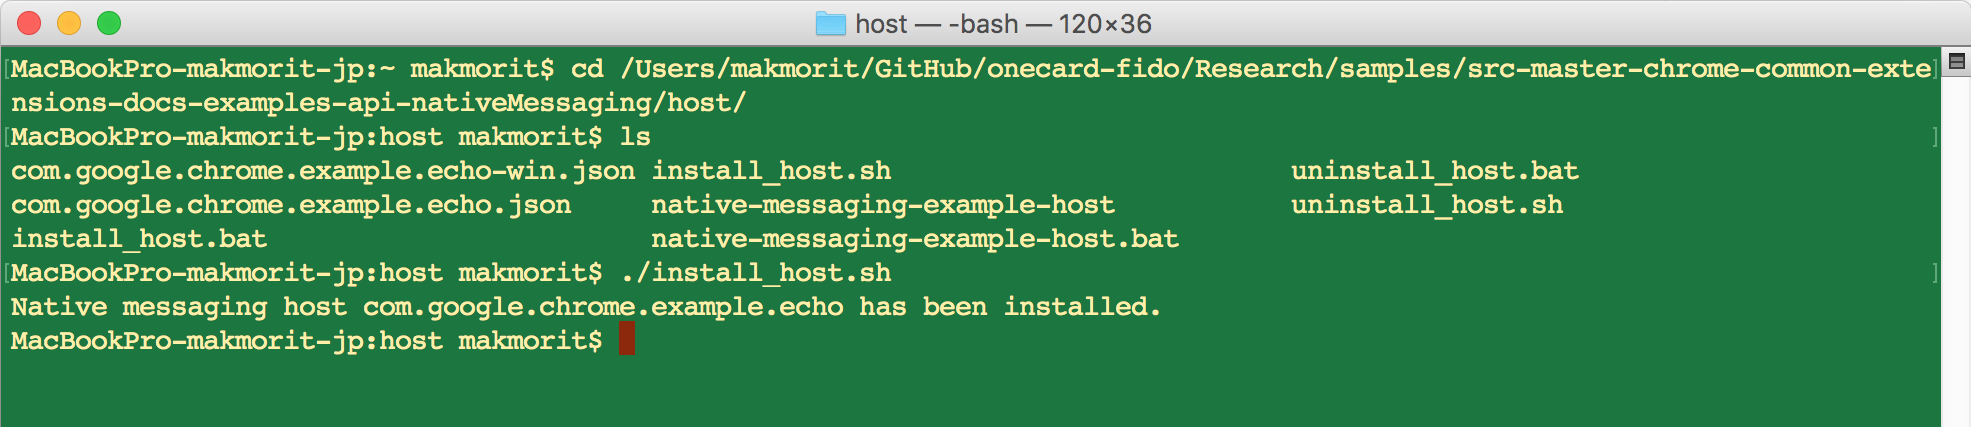 host — -bash — 120×36
MacBookPro-makmorit-jp:~ makmorit$ cd /Users/makmorit/GitHub/onecard-fido/Research/samples/src-master-chrome-common-exte
nsions-docs-examples-api-nativeMessaging/host/
MacBookPro-makmorit-jp:host makmorit$ ls
com.google.chrome.example.echo-win.json install_host.sh uninstall_host.bat
com.google.chrome.example.echo.json native-messaging-example-host uninstall_host.sh
install_host.bat native-messaging-example-host.bat
MacBookPro-makmorit-jp:host makmorit$ ./install_host.sh
Native messaging host com.google.chrome.example.echo has been installed.
MacBookPro-makmorit-jp:host makmorit$